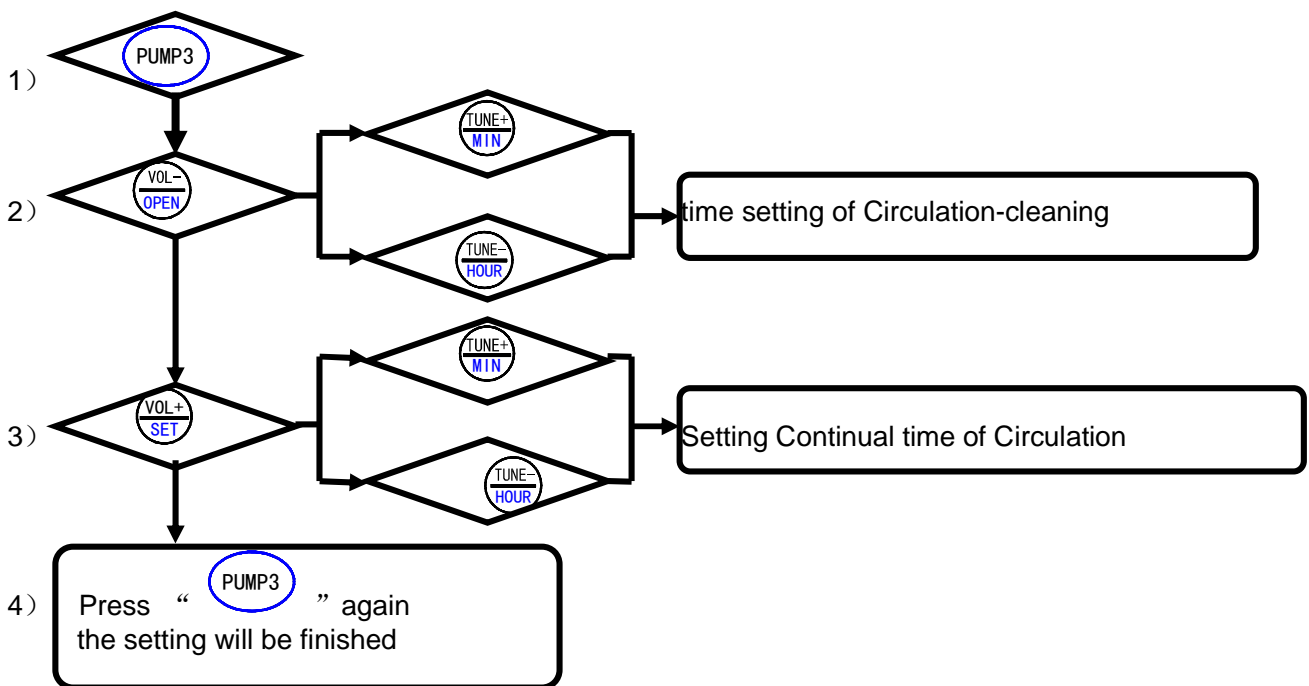 1） PUMP3
TUNE+
MIN
2） VOL-
OPEN
time setting of Circulation-cleaning
TUNE-
HOUR
TUNE+
MIN
3） VOL+
SET
Setting Continual time of Circulation
TUNE-
HOUR
4） Press “ PUMP3 ” again
the setting will be finished